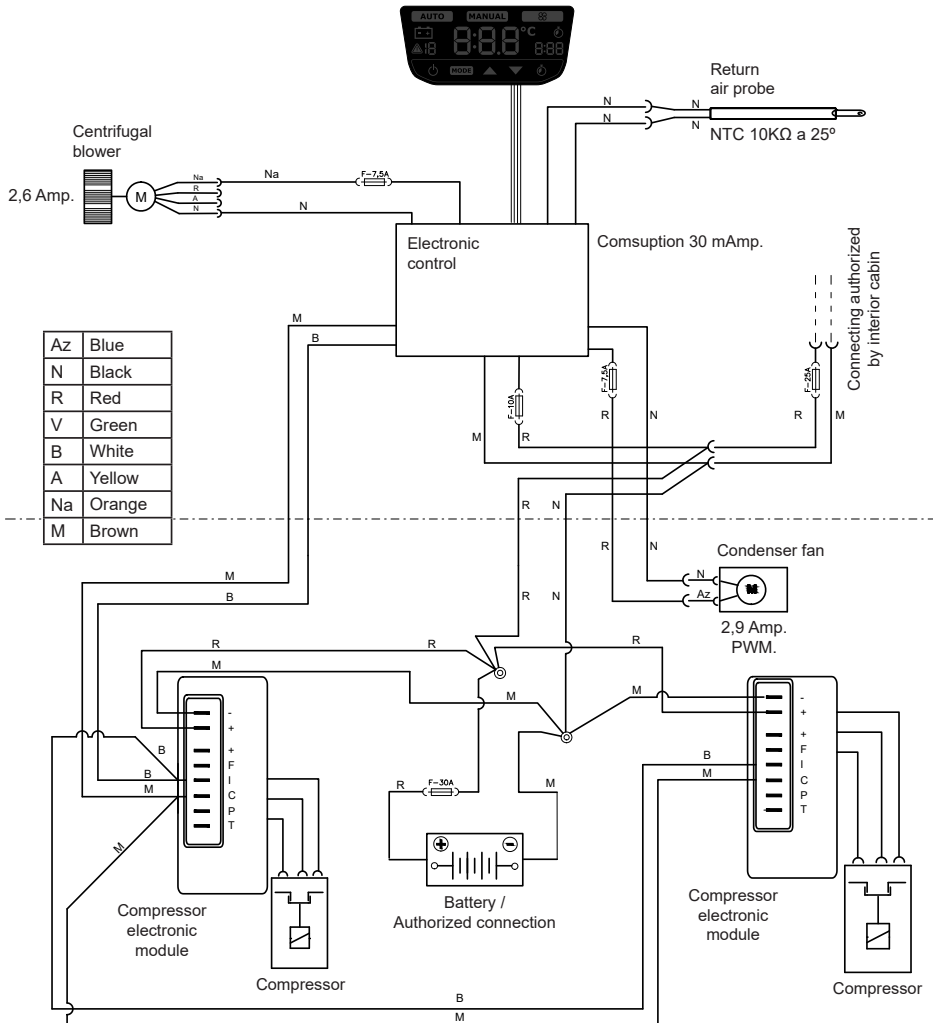 AUTO MANUAL
8:8.8 °C
18 8:88
MODE
Return
air probe
N
N
N
N
NTC 10KΩ a 25º
Centrifugal
blower
2,6 Amp.
M
Na
R
A
N
Na
F-7,5A
N
Electronic
control
Comsuption 30 mAmp.
Connecting authorized
by interior cabin
M
B
Az Blue
N Black
R Red
V Green
B White
A Yellow
Na Orange
M Brown
F-10A
F-7,5A
F-25A
R
N
R
M
M
R
R
N
R
N
M
B
R
N
Condenser fan
N
Az
M
2,9 Amp.
PWM.
R
R
M
M
M
-
+
+
F
I
C
P
T
B
B
M
M
R
F-30A
M
Battery /
Authorized connection
B
M
-
+
+
F
I
C
P
T
Compressor
electronic
module
Compressor
Compressor
electronic
module
Compressor
B
M